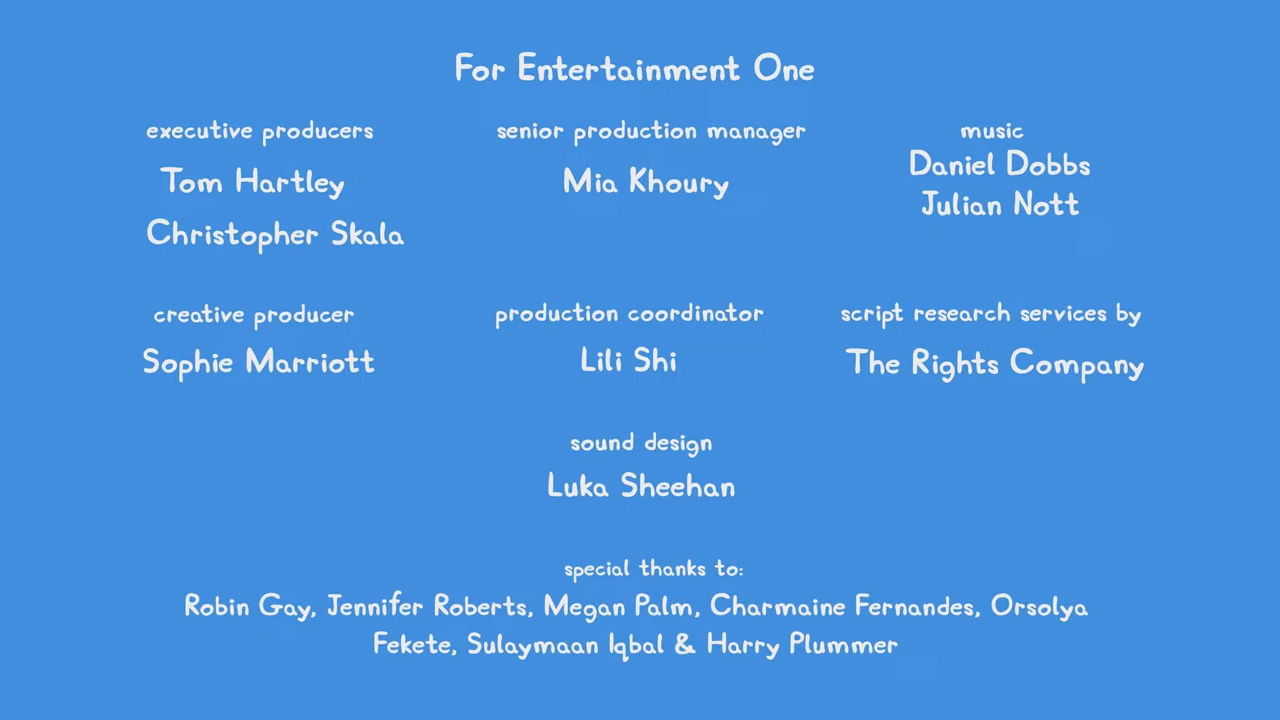 For Entertainment One
executive producers
Tom Hartley
Christopher Skala
senior production manager
Mia Khoury
music
Daniel Dobbs
Julian Nott
creative producer
Sophie Marriott
production coordinator
Lili Shi
script research services by
The Rights Company
sound design
Luka Sheehan
special thanks to:
Robin Gay, Jennifer Roberts, Megan Palm, Charmaine Fernandes, Orsolya
Fekete, Sulaymaan Iqbal & Harry Plummer